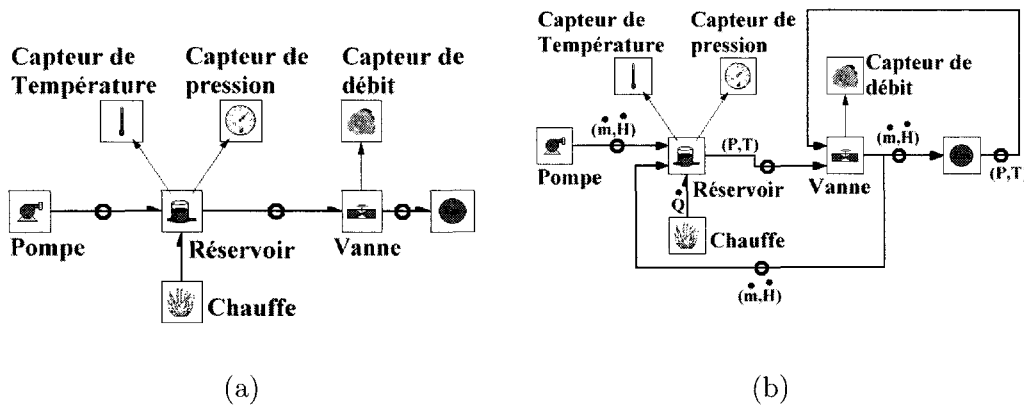 Capteur de
Température
Capteur de
pression
Capteur de
débit
Pompe
Réservoir
Vanne
Chauffe
(a)
Capteur de
Température
Capteur de
pression
Capteur de
débit
(ṁ,Ḣ)
(P,T)
(ṁ,Ḣ)
Pompe
Réservoir
Vanne
(P,T)
Q̇
Chauffe
(ṁ,Ḣ)
(b)